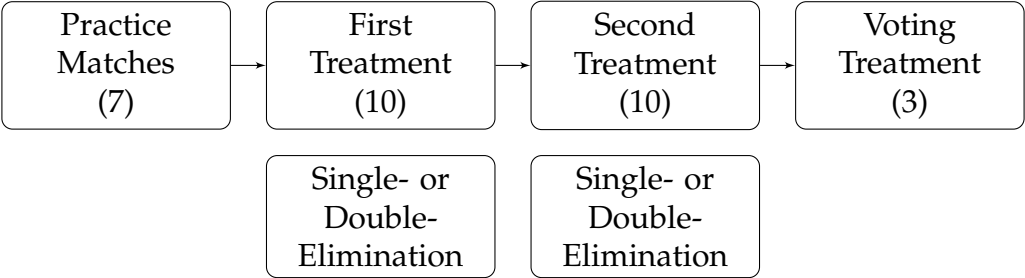 Practice
Matches
(7)
First
Treatment
(10)
Second
Treatment
(10)
Voting
Treatment
(3)
Single- or
Double-
Elimination
Single- or
Double-
Elimination